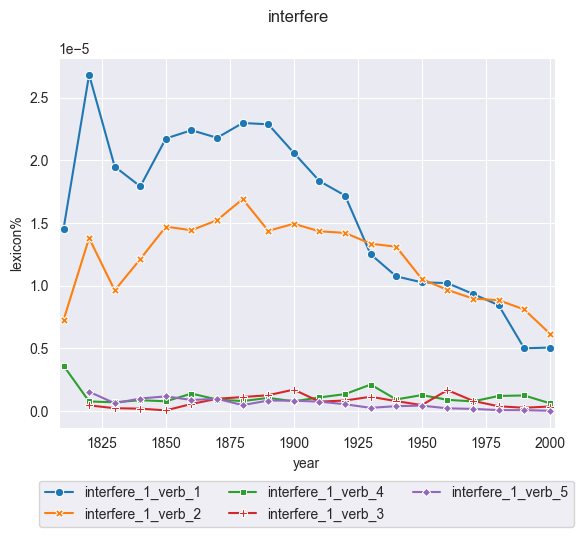 interfere
1e−5
2.5
2.0
1.5
1.0
0.5
0.0
lexicon%
1825 1850 1875 1900 1925 1950 1975 2000
year
interfere_1_verb_1 interfere_1_verb_4 interfere_1_verb_5
interfere_1_verb_2 interfere_1_verb_3